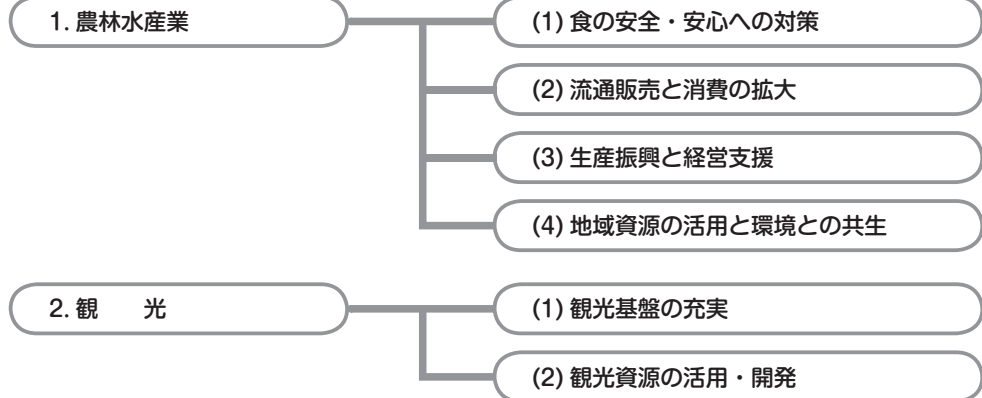 1. 農林水産業
(1) 食の安全・安心への対策
(2) 流通販売と消費の拡大
(3) 生産振興と経営支援
(4) 地域資源の活用と環境との共生
2. 観　　光
(1) 観光基盤の充実
(2) 観光資源の活用・開発